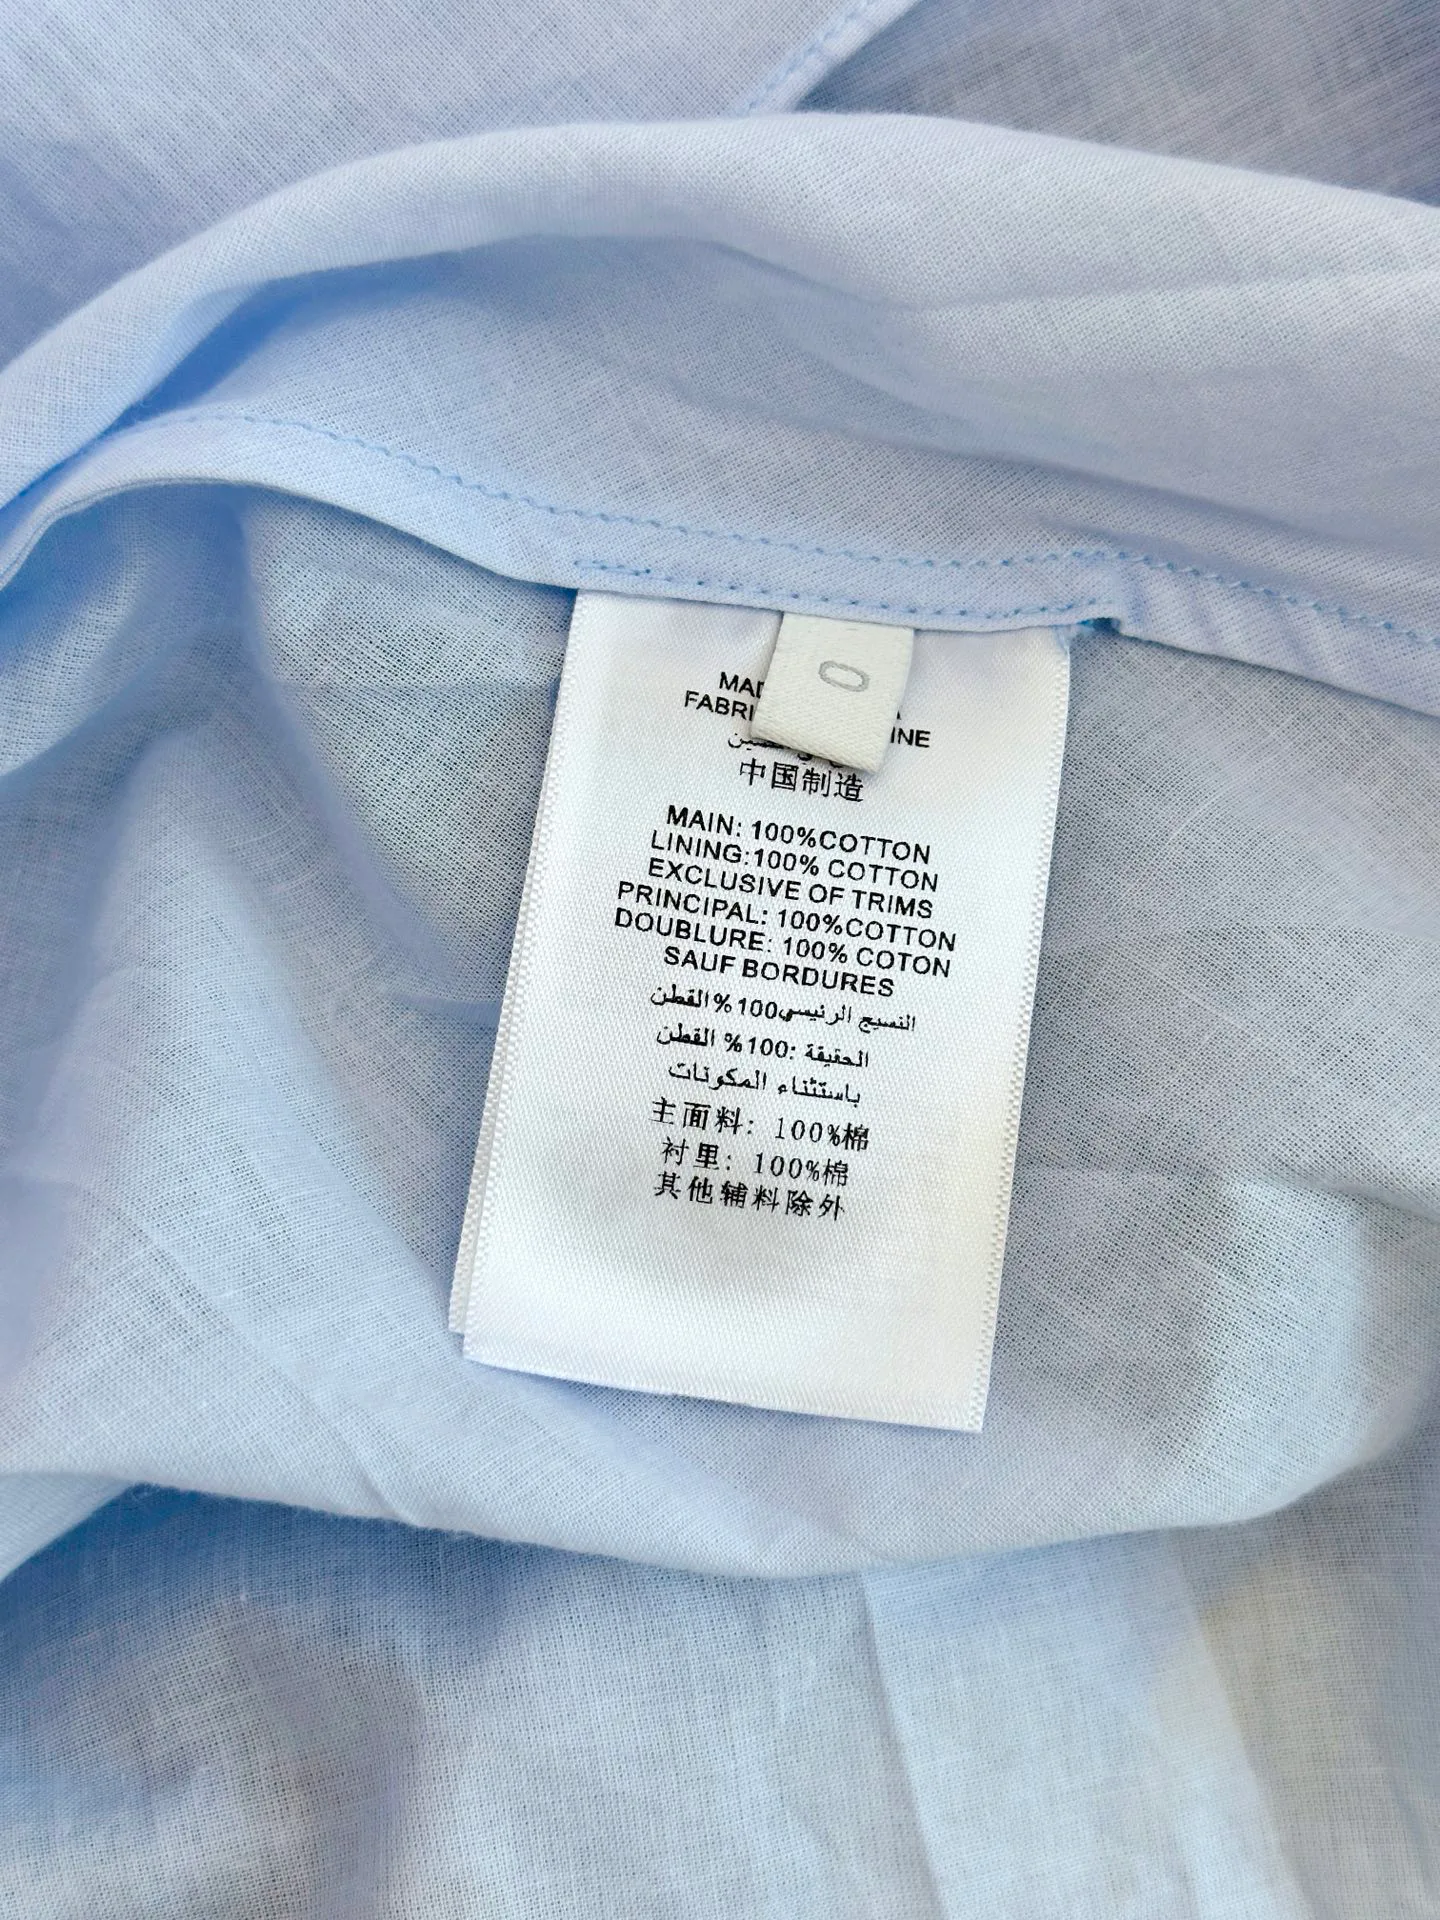 0
MAD
FABRI INE
中国制造
MAIN: 100%COTTON
LINING:100% COTTON
EXCLUSIVE OF TRIMS
PRINCIPAL: 100%COTTON
DOUBLURE: 100% COTON
SAUF BORDURES
النسيج الرئيسي100% القطن
الحقيقة :100% القطن
باستثناء المكونات
主面料: 100%棉
衬里: 100%棉
其他辅料除外